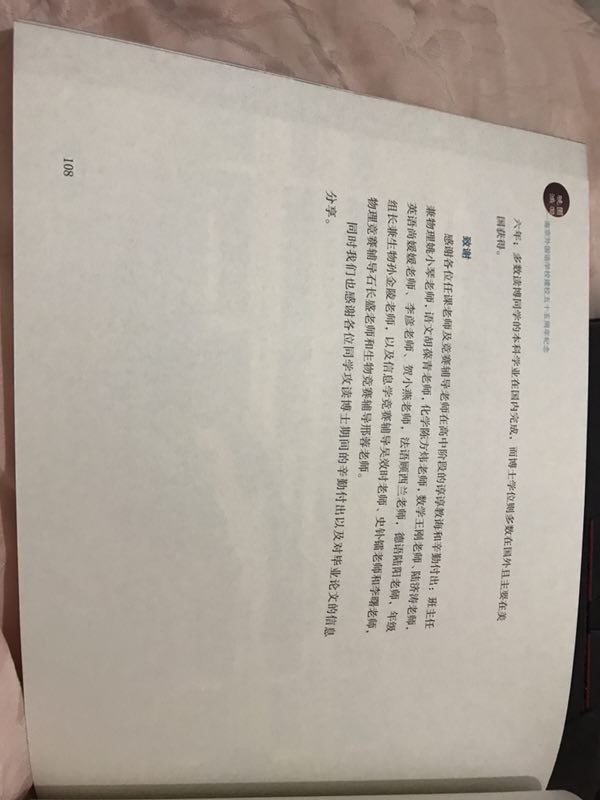 南京外国语学校建校五十五周年纪念
六年；多数读博同学的本科学业在国内完成，而博士学位则多数在国外且主要在美
国获得。
致谢
感谢各位任课老师及竞赛辅导老师在高中阶段的谆谆教诲和辛勤付出：班主任
兼物理姚小琴老师，语文胡葆青老师，化学陈方炜老师，数学王刚老师、陆济涛老师，
英语尚媛媛老师、李彦老师、贺小燕老师，法语顾西兰老师，德语陆阳老师，年级
组长兼生物孙金陵老师，以及信息学竞赛辅导吴效时老师、史钋镭老师和李曙老师，
物理竞赛辅导石长盛老师和生物竞赛辅导邢蓉老师。
同时我们也感谢各位同学攻读博士期间的辛勤付出以及对毕业论文的信息
分享。
108